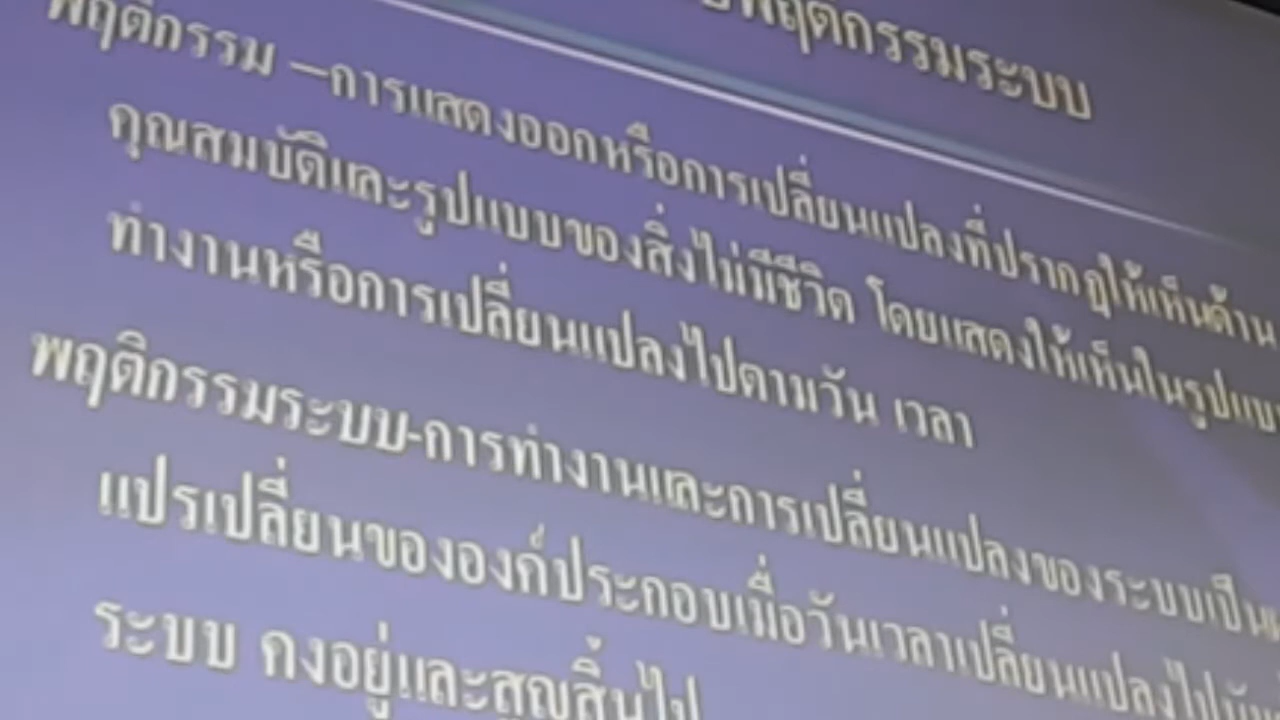 พฤติกรรมระบบ
พฤติกรรม –การแสดงออกหรือการเปลี่ยนแปลงที่ปรากฏให้เห็นด้าน
คุณสมบัติและรูปแบบของสิ่งไม่มีชีวิต โดยแสดงให้เห็นในรูปแบบ
ทำงานหรือการเปลี่ยนแปลงไปตามวัน เวลา
พฤติกรรมระบบ-การทำงานและการเปลี่ยนแปลงของระบบเป็น
แปรเปลี่ยนขององค์ประกอบเมื่อวันเวลาเปลี่ยนแปลงไป
ระบบ คงอยู่และสูญสิ้นไป